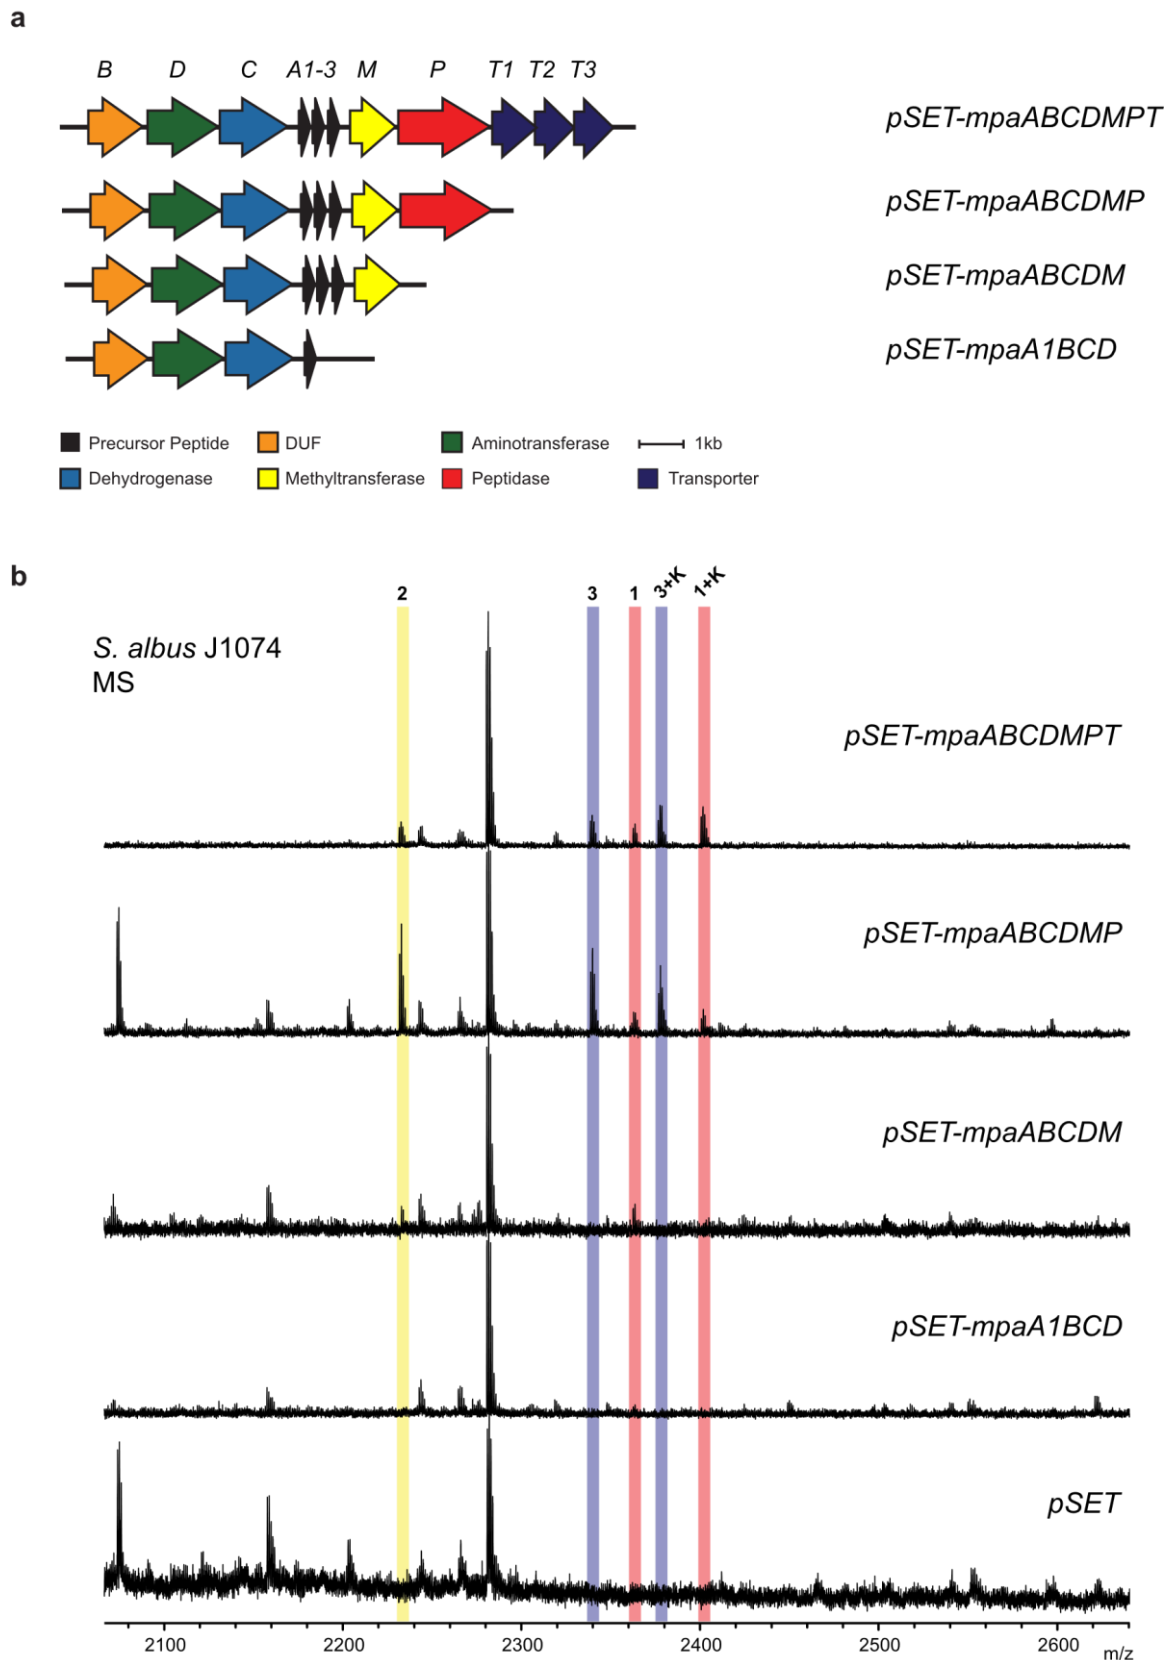 a
B D C A1-3 M P T1 T2 T3
pSET-mpaABCDMPT
pSET-mpaABCDMP
pSET-mpaABCDM
pSET-mpaA1BCD
Precursor Peptide DUF Aminotransferase 1kb
Dehydrogenase Methyltransferase Peptidase Transporter
b
2 3 1 3+K 1+K
S. albus J1074
MS
pSET-mpaABCDMPT
pSET-mpaABCDMP
pSET-mpaABCDM
pSET-mpaA1BCD
pSET
2100 2200 2300 2400 2500 2600 m/z